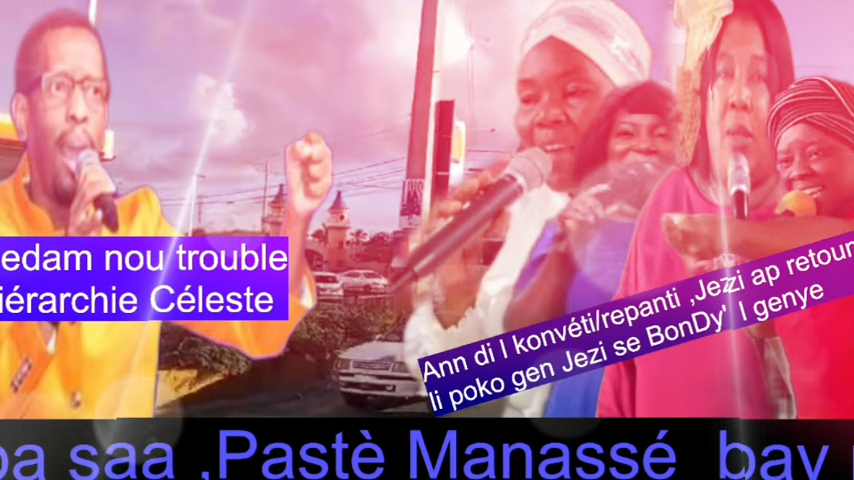 edam nou trouble
iérarchie Céleste
Ann di l konvéti/repanti ,Jezi ap retour
li poko gen Jezi se BonDy' l genye
pa saa ,Pastè Manassé bay